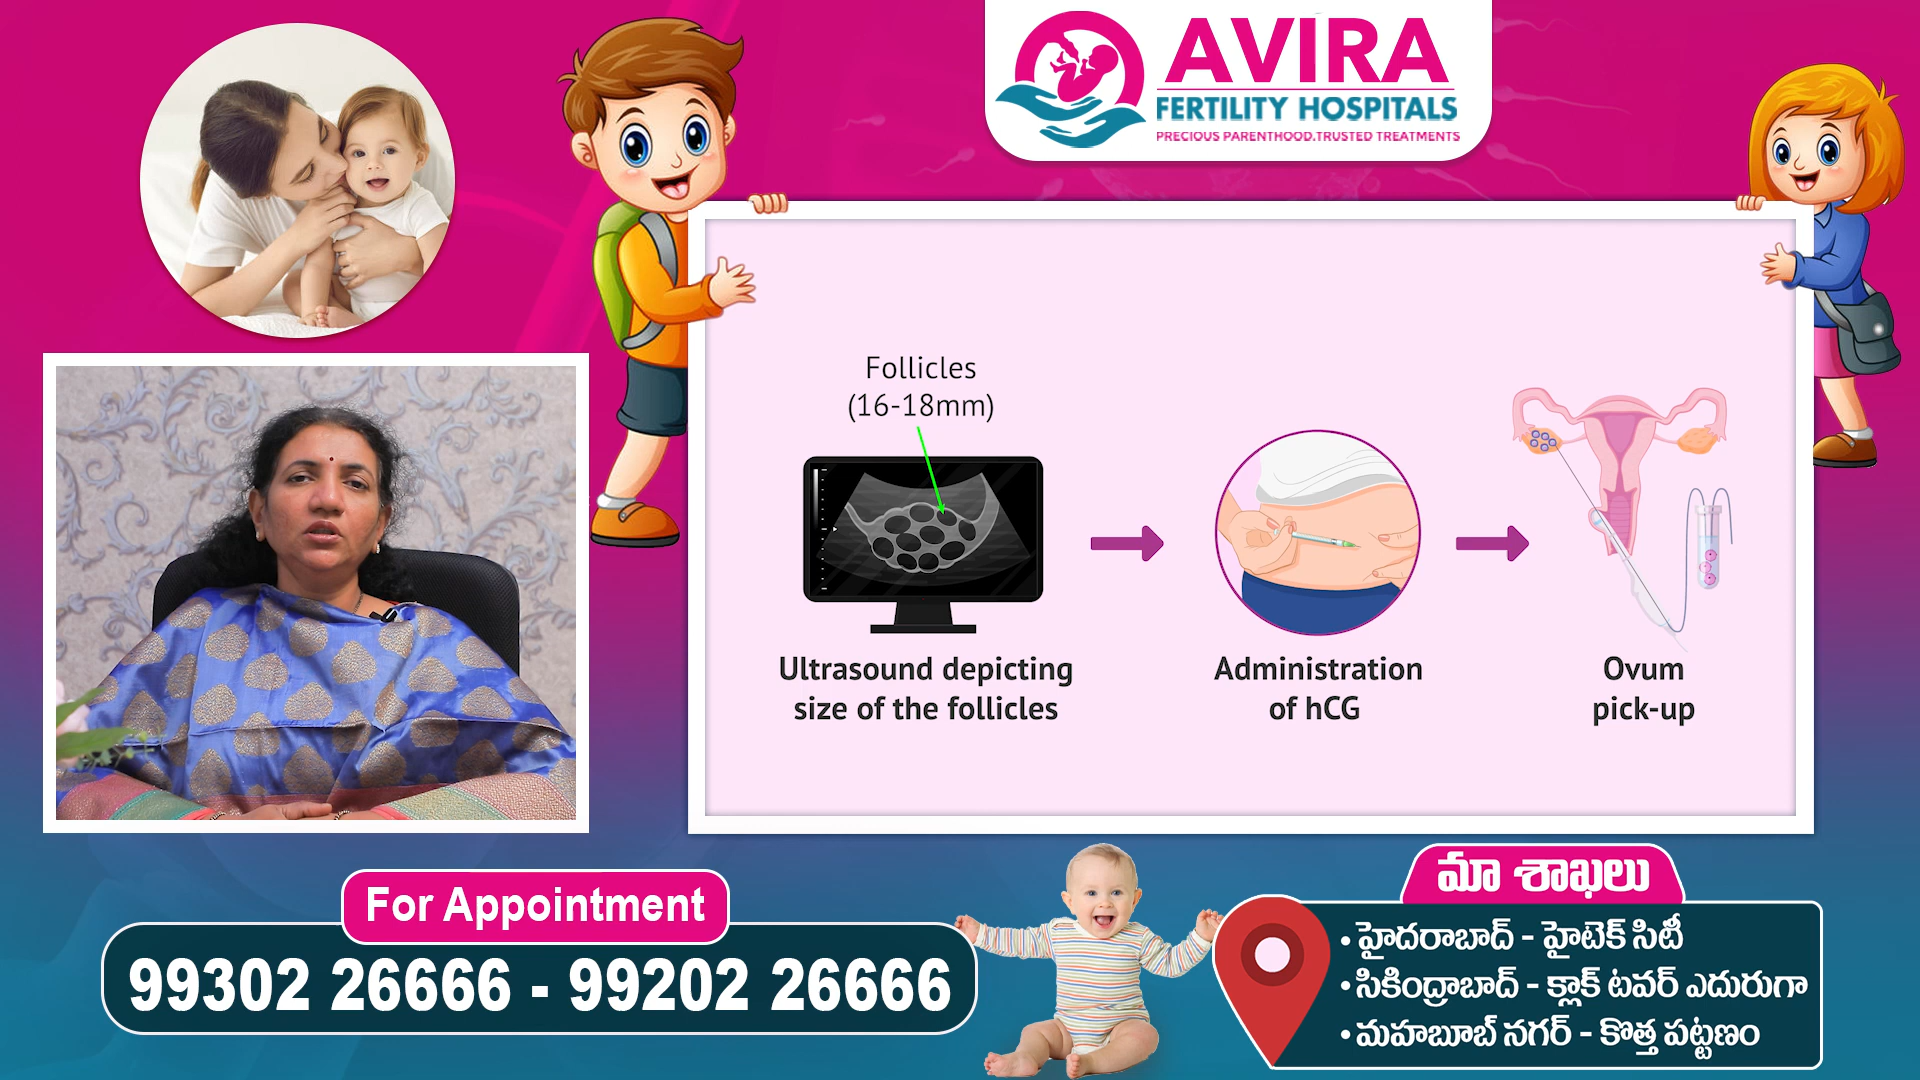 AVIRA
FERTILITY HOSPITALS
PRECIOUS PARENTHOOD.TRUSTED TREATMENTS
Follicles
(16-18mm)
Ultrasound depicting
size of the follicles
Administration
of hCG
Ovum
pick-up
For Appointment
99302 26666 - 99202 26666
మా శాఖలు
• హైదరాబాద్ - హైటెక్ సిటీ
• సికింద్రాబాద్ - క్లాక్ టవర్ ఎదురుగా
• మహబూబ్ నగర్ - కొత్త పట్టణం